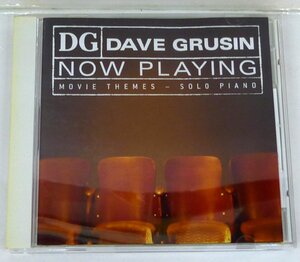 DG DAVE GRUSIN
NOW PLAYING
MOVIE THEMES – SOLO PIANO